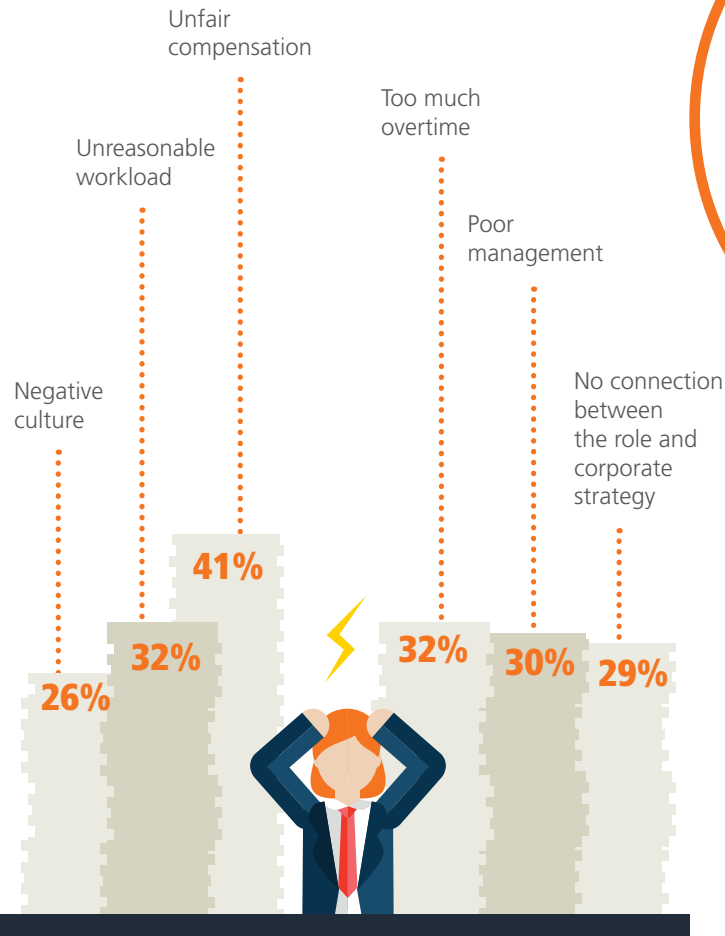 Unfair
compensation
Too much
overtime
Unreasonable
workload
Poor
management
Negative
culture
No connection
between
the role and
corporate
strategy
41%
32%
32%
30%
29%
26%